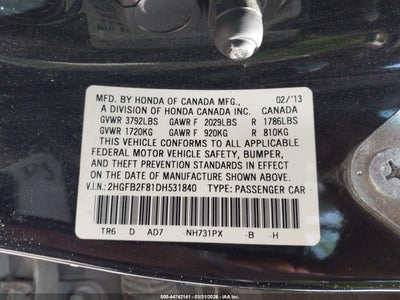 MFD. BY HONDA OF CANADA MFG., 02/'13
A DIVISION OF HONDA CANADA INC. CANADA
GVWR 3792LBS GAWR F 2029LBS R 1786LBS
GVWR 1720KG GAWR F 920KG R 810KG
THIS VEHICLE CONFORMS TO ALL APPLICABLE
FEDERAL MOTOR VEHICLE SAFETY, BUMPER,
AND THEFT PREVENTION STANDARDS IN EFFECT
ON THE DATE OF MANUFACTURE SHOWN ABOVE.
V.I.N.: 2HGFB2F81DH531840 TYPE: PASSENGER CAR
TR6 D AD7 -NH731PX -B -H
000-44742141 - 03/31/2026 - IAA Inc.